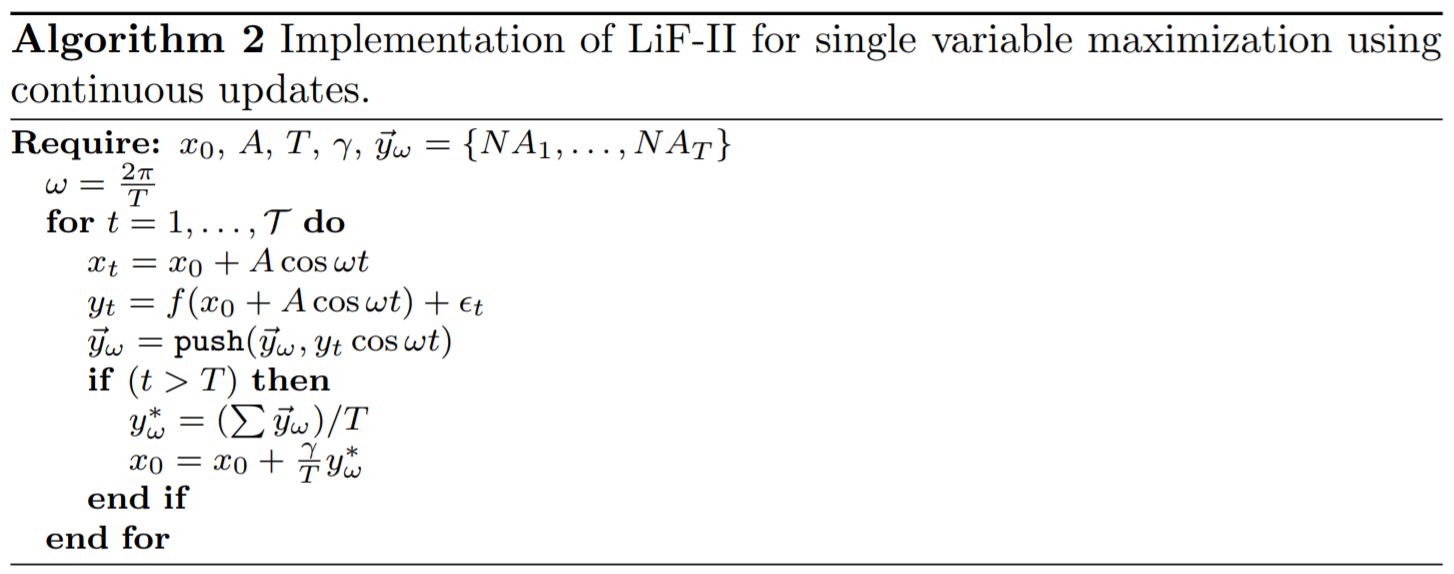 Algorithm 2 Implementation of LiF-II for single variable maximization using
continuous updates.
Require: $x_0$, $A$, $T$, $\gamma$, $\vec{y}_\omega = \{NA_1, \ldots, NA_T\}$
$\omega = \frac{2\pi}{T}$
for $t = 1, \ldots, \mathcal{T}$ do
$x_t = x_0 + A \cos \omega t$
$y_t = f(x_0 + A \cos \omega t) + \epsilon_t$
$\vec{y}_\omega = \texttt{push}(\vec{y}_\omega, y_t \cos \omega t)$
if $(t > T)$ then
$y^*_\omega = (\sum \vec{y}_\omega)/T$
$x_0 = x_0 + \frac{\gamma}{T} y^*_\omega$
end if
end for